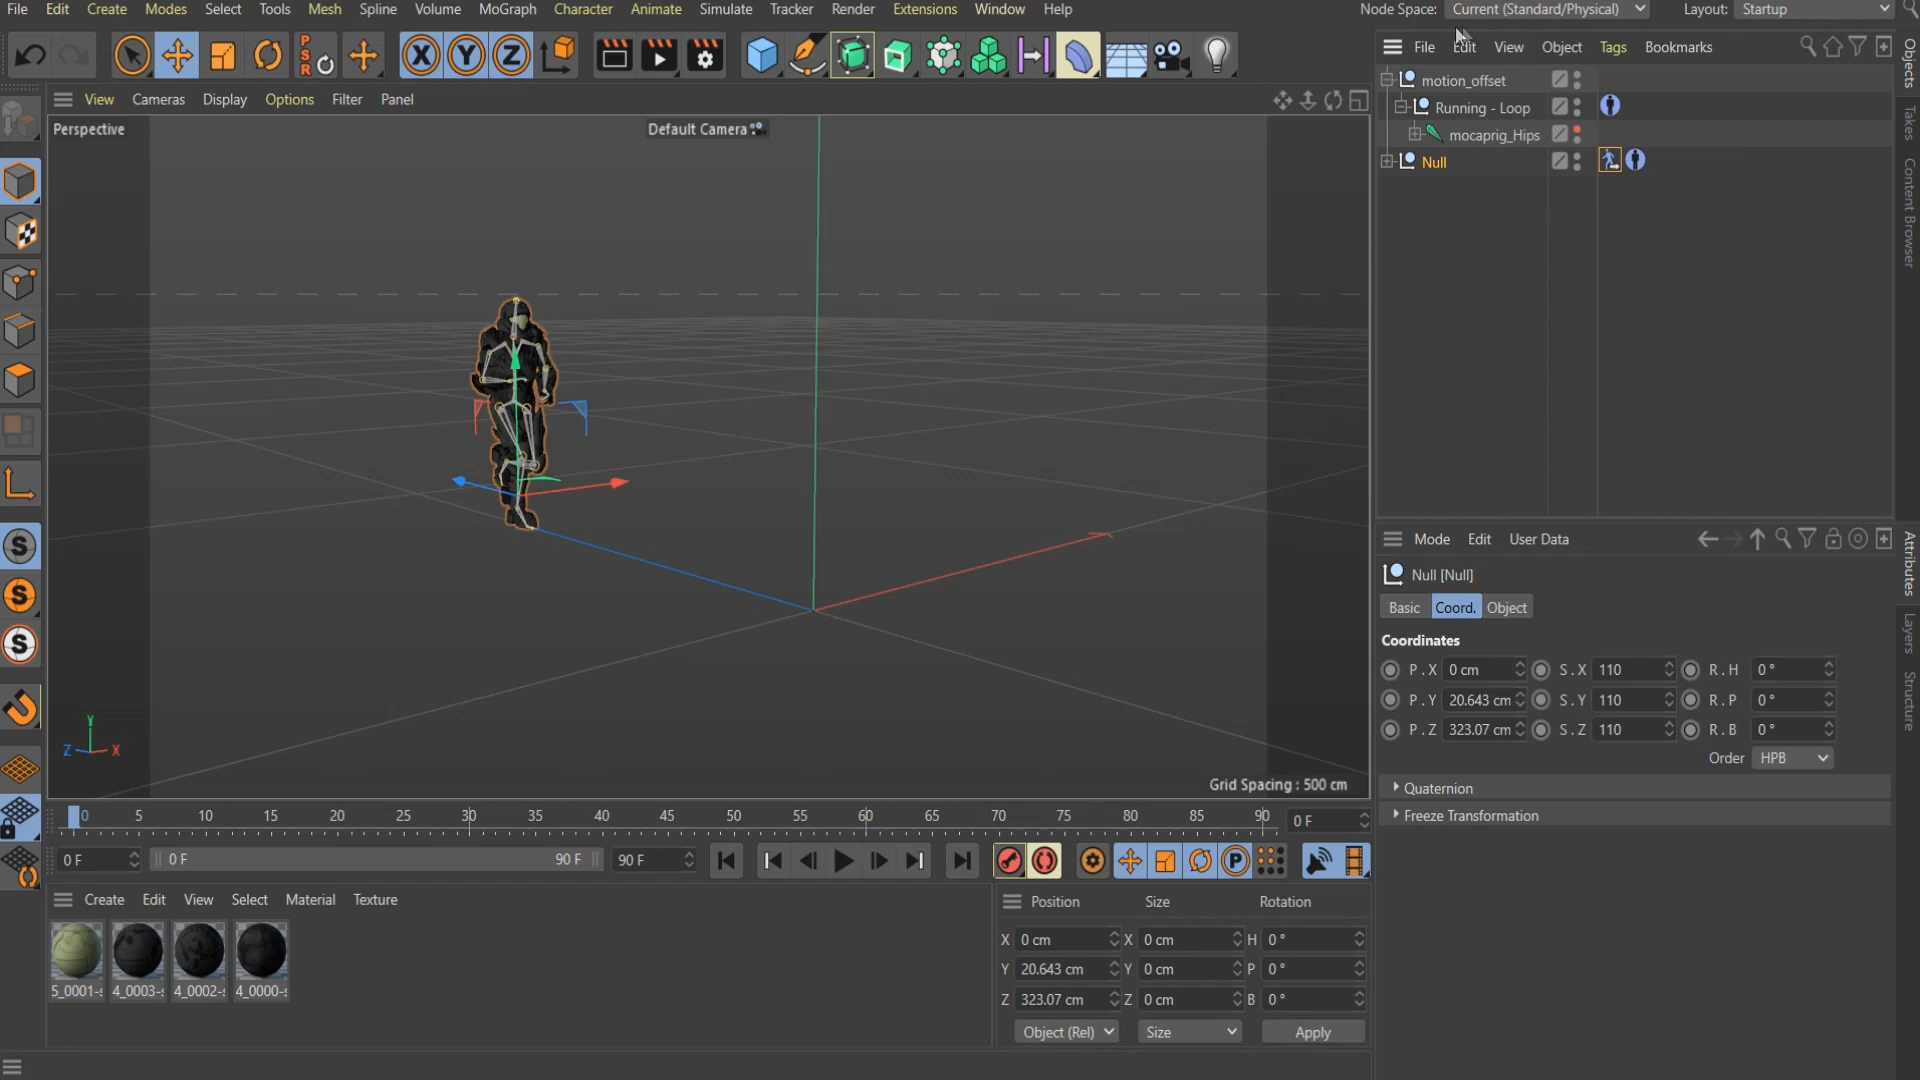 File Edit Create Modes Select Tools Mesh Spline Volume MoGraph Character Animate Simulate Tracker Render Extensions Window Help Node Space: Current (Standard/Physical) Layout: Startup
P S R X Y Z
File Edit View Object Tags Bookmarks
motion_offset
Running - Loop
mocaprig_Hips
Null
Objects
Takes
Content Browser
View Cameras Display Options Filter Panel
Perspective Default Camera
Y
Z X
Grid Spacing : 500 cm
S
S
S
Mode Edit User Data
Null [Null]
Basic Coord. Object
Coordinates
P . X 0 cm S . X 110 R . H 0 °
P . Y 20.643 cm S . Y 110 R . P 0 °
P . Z 323.07 cm S . Z 110 R . B 0 °
Order HPB
Quaternion
Freeze Transformation
Attributes
Layers
Structure
0 5 10 15 20 25 30 35 40 45 50 55 60 65 70 75 80 85 90 0 F
0 F 0 F 90 F 90 F P
Create Edit View Select Material Texture
5_0001-s 4_0003-s 4_0002-s 4_0000-s
Position Size Rotation
X 0 cm X 0 cm H 0 °
Y 20.643 cm Y 0 cm P 0 °
Z 323.07 cm Z 0 cm B 0 °
Object (Rel) Size Apply